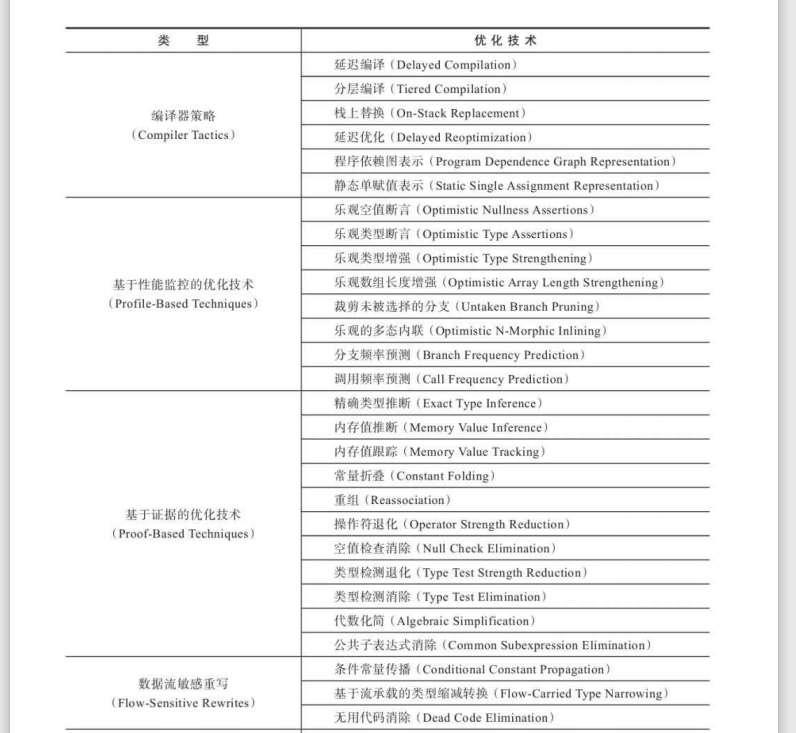 类 型 优化技术
编译器策略
（Compiler Tactics）
延迟编译（Delayed Compilation）
分层编译（Tiered Compilation）
栈上替换（On-Stack Replacement）
延迟优化（Delayed Reoptimization）
程序依赖图表示（Program Dependence Graph Representation）
静态单赋值表示（Static Single Assignment Representation）
基于性能监控的优化技术
（Profile-Based Techniques）
乐观空值断言（Optimistic Nullness Assertions）
乐观类型断言（Optimistic Type Assertions）
乐观类型增强（Optimistic Type Strengthening）
乐观数组长度增强（Optimistic Array Length Strengthening）
裁剪未被选择的分支（Untaken Branch Pruning）
乐观的多态内联（Optimistic N-Morphic Inlining）
分支频率预测（Branch Frequency Prediction）
调用频率预测（Call Frequency Prediction）
基于证据的优化技术
（Proof-Based Techniques）
精确类型推断（Exact Type Inference）
内存值推断（Memory Value Inference）
内存值跟踪（Memory Value Tracking）
常量折叠（Constant Folding）
重组（Reassociation）
操作符退化（Operator Strength Reduction）
空值检查消除（Null Check Elimination）
类型检测退化（Type Test Strength Reduction）
类型检测消除（Type Test Elimination）
代数化简（Algebraic Simplification）
公共子表达式消除（Common Subexpression Elimination）
数据流敏感重写
（Flow-Sensitive Rewrites）
条件常量传播（Conditional Constant Propagation）
基于流承载的类型缩减转换（Flow-Carried Type Narrowing）
无用代码消除（Dead Code Elimination）